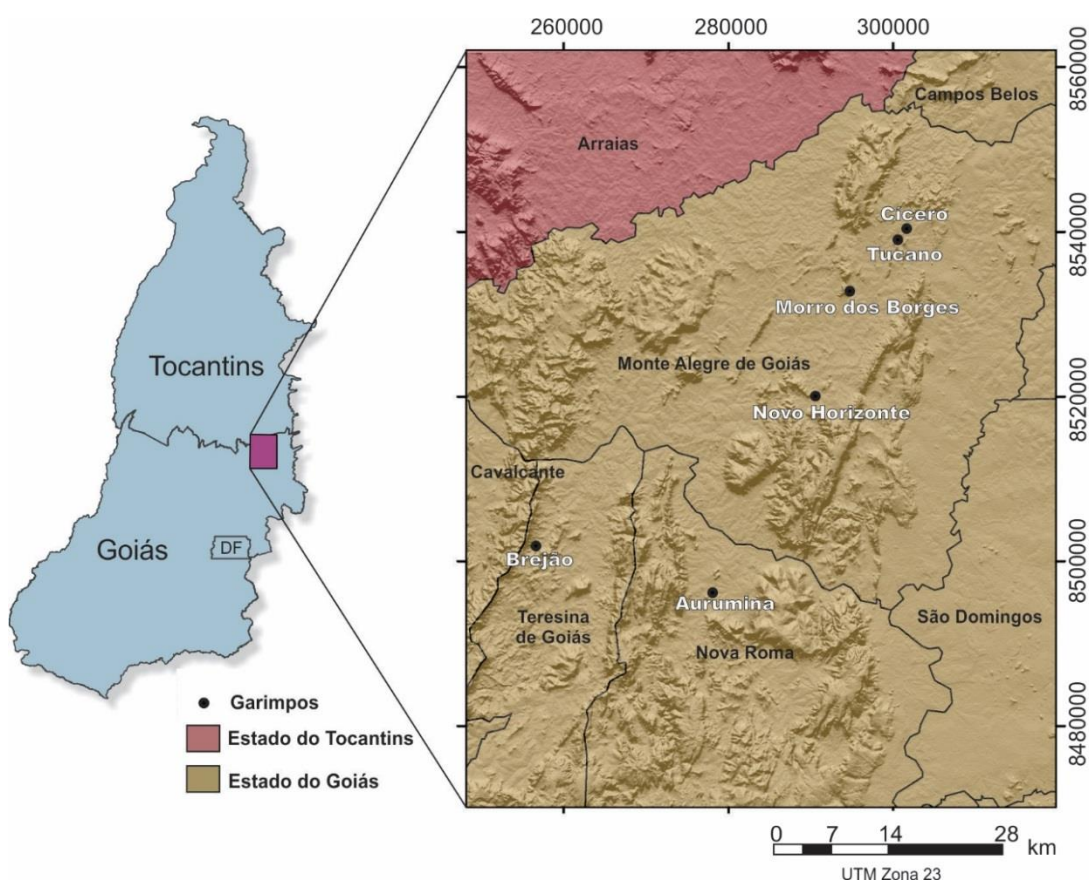 260000
280000
300000
8560000
8540000
8520000
8500000
8480000
Campos Belos
Arraias
Cícero
Tucano
Morro dos Borges
Monte Alegre de Goiás
Novo Horizonte
Cavalcante
Brejão
Aurumina
Teresina
de Goiás
São Domingos
Nova Roma
Tocantins
Goiás
DF
Garimpos
Estado do Tocantins
Estado do Goiás
0
7
14
28
km
UTM Zona 23